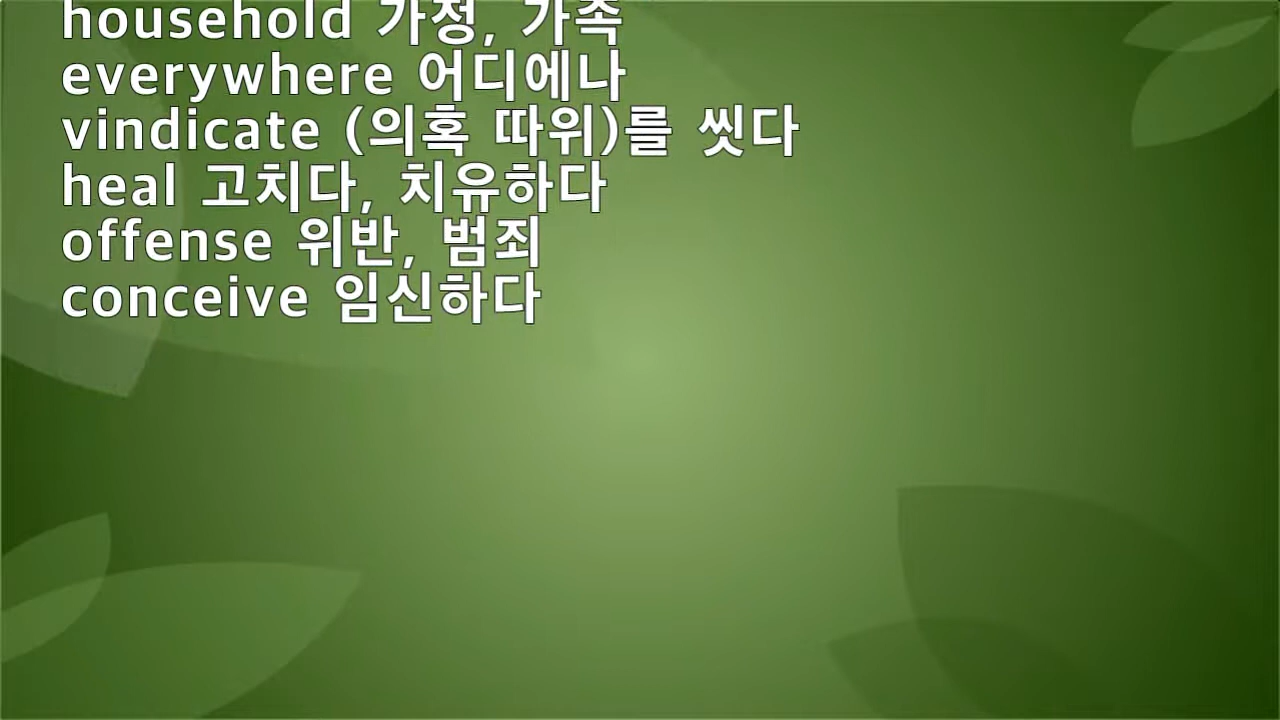 household 가정, 가족
everywhere 어디에나
vindicate (의혹 따위)를 씻다
heal 고치다, 치유하다
offense 위반, 범죄
conceive 임신하다